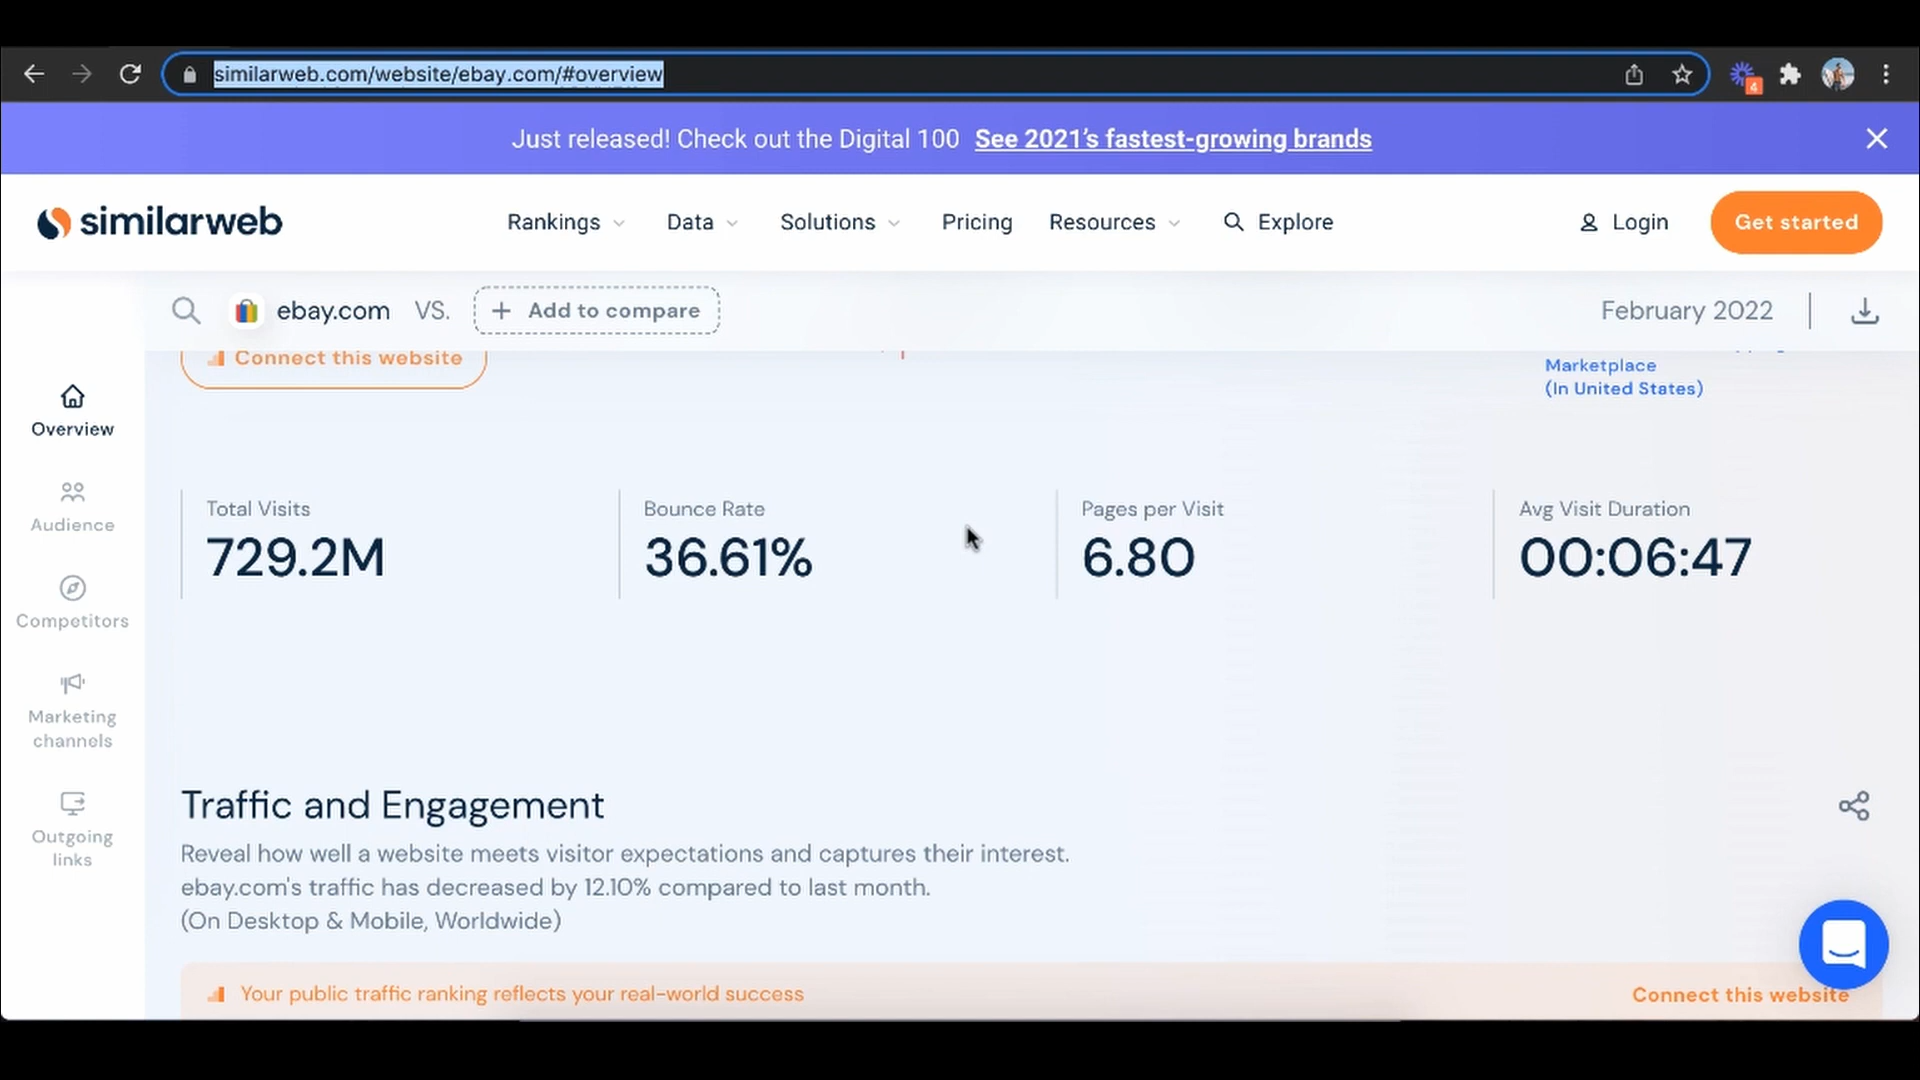 similarweb.com/website/ebay.com/#overview
4
Just released! Check out the Digital 100 See 2021's fastest-growing brands
similarweb
Rankings Data Solutions Pricing Resources Explore Login Get started
ebay.com VS. + Add to compare February 2022
Connect this website
Marketplace
(In United States)
Overview
Audience
Competitors
Marketing
channels
Outgoing
links
Total Visits
729.2M
Bounce Rate
36.61%
Pages per Visit
6.80
Avg Visit Duration
00:06:47
Traffic and Engagement
Reveal how well a website meets visitor expectations and captures their interest.
ebay.com's traffic has decreased by 12.10% compared to last month.
(On Desktop & Mobile, Worldwide)
Your public traffic ranking reflects your real-world success
Connect this website